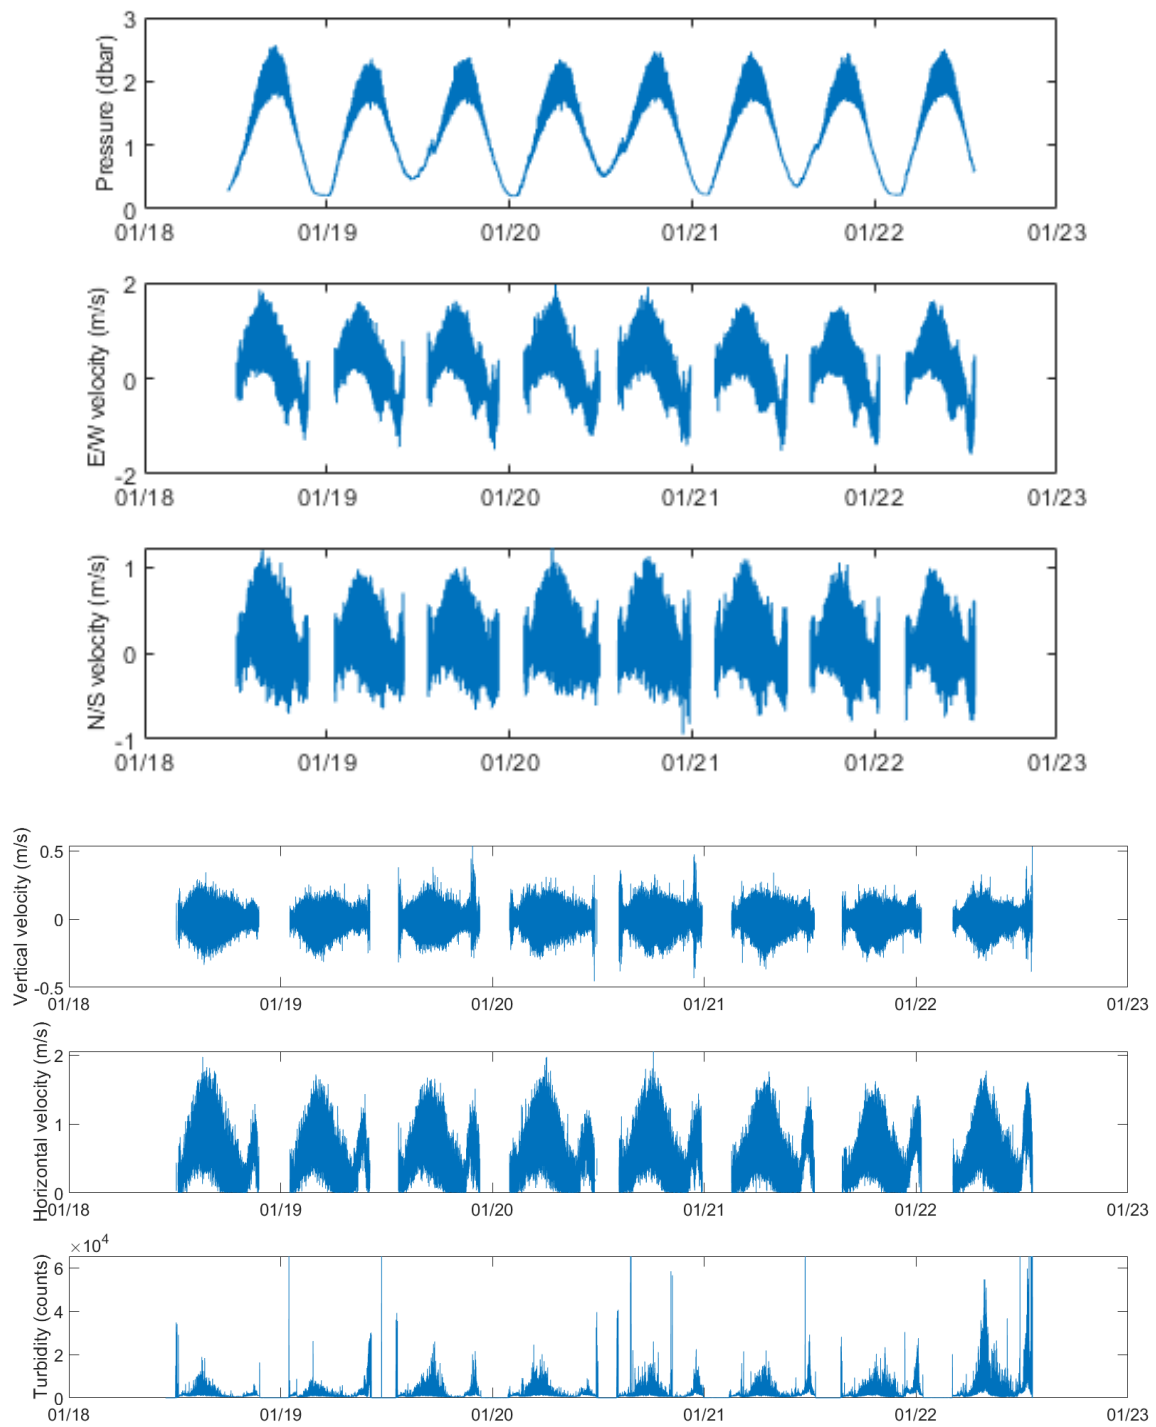 Pressure (dbar)
3
2
1
0
01/18 01/19 01/20 01/21 01/22 01/23
E/W velocity (m/s)
2
0
-2
01/18 01/19 01/20 01/21 01/22 01/23
N/S velocity (m/s)
1
0
-1
01/18 01/19 01/20 01/21 01/22 01/23
Vertical velocity (m/s)
0.5
0
-0.5
01/18 01/19 01/20 01/21 01/22 01/23
Horizontal velocity (m/s)
2
1
0
01/18 01/19 01/20 01/21 01/22 01/23
Turbidity (counts)
×10⁴
6
4
2
0
01/18 01/19 01/20 01/21 01/22 01/23